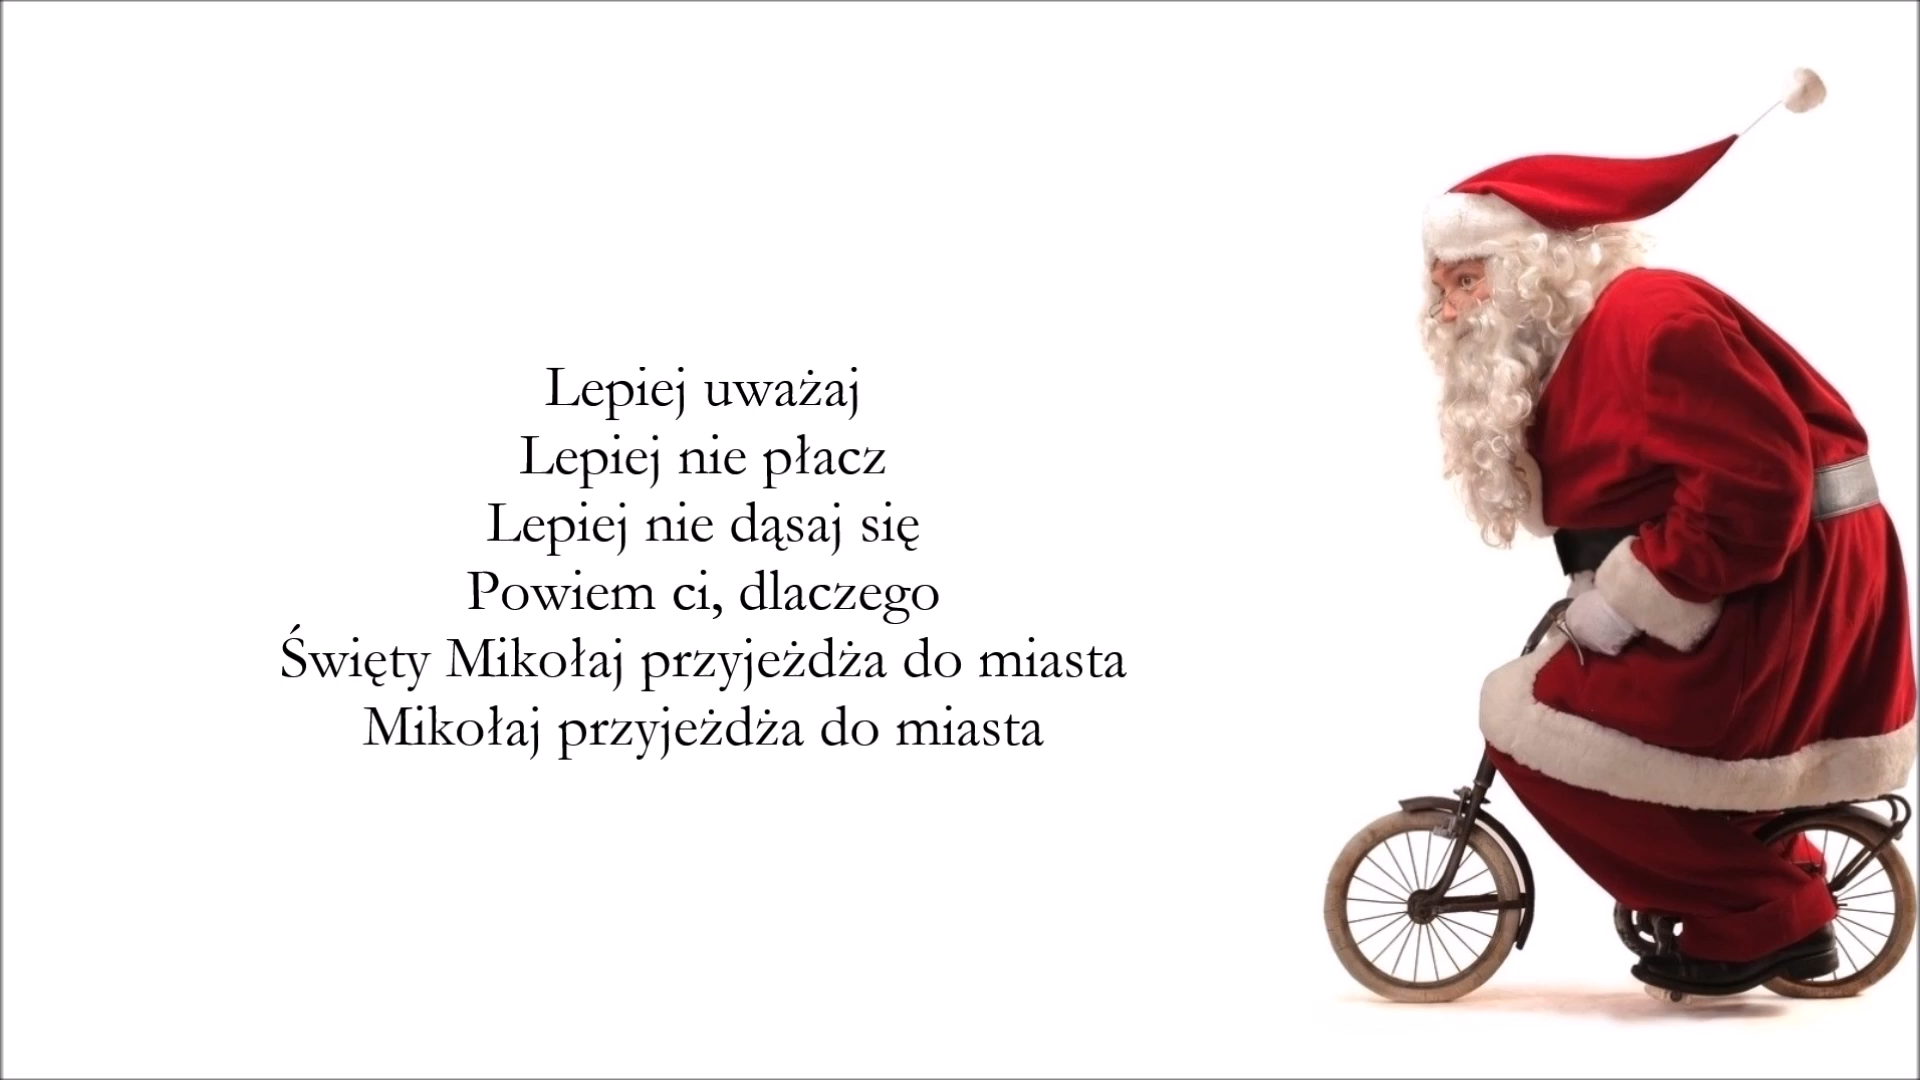 Lepiej uważaj
Lepiej nie płacz
Lepiej nie dąsaj się
Powiem ci, dlaczego
Święty Mikołaj przyjeżdża do miasta
Mikołaj przyjeżdża do miasta